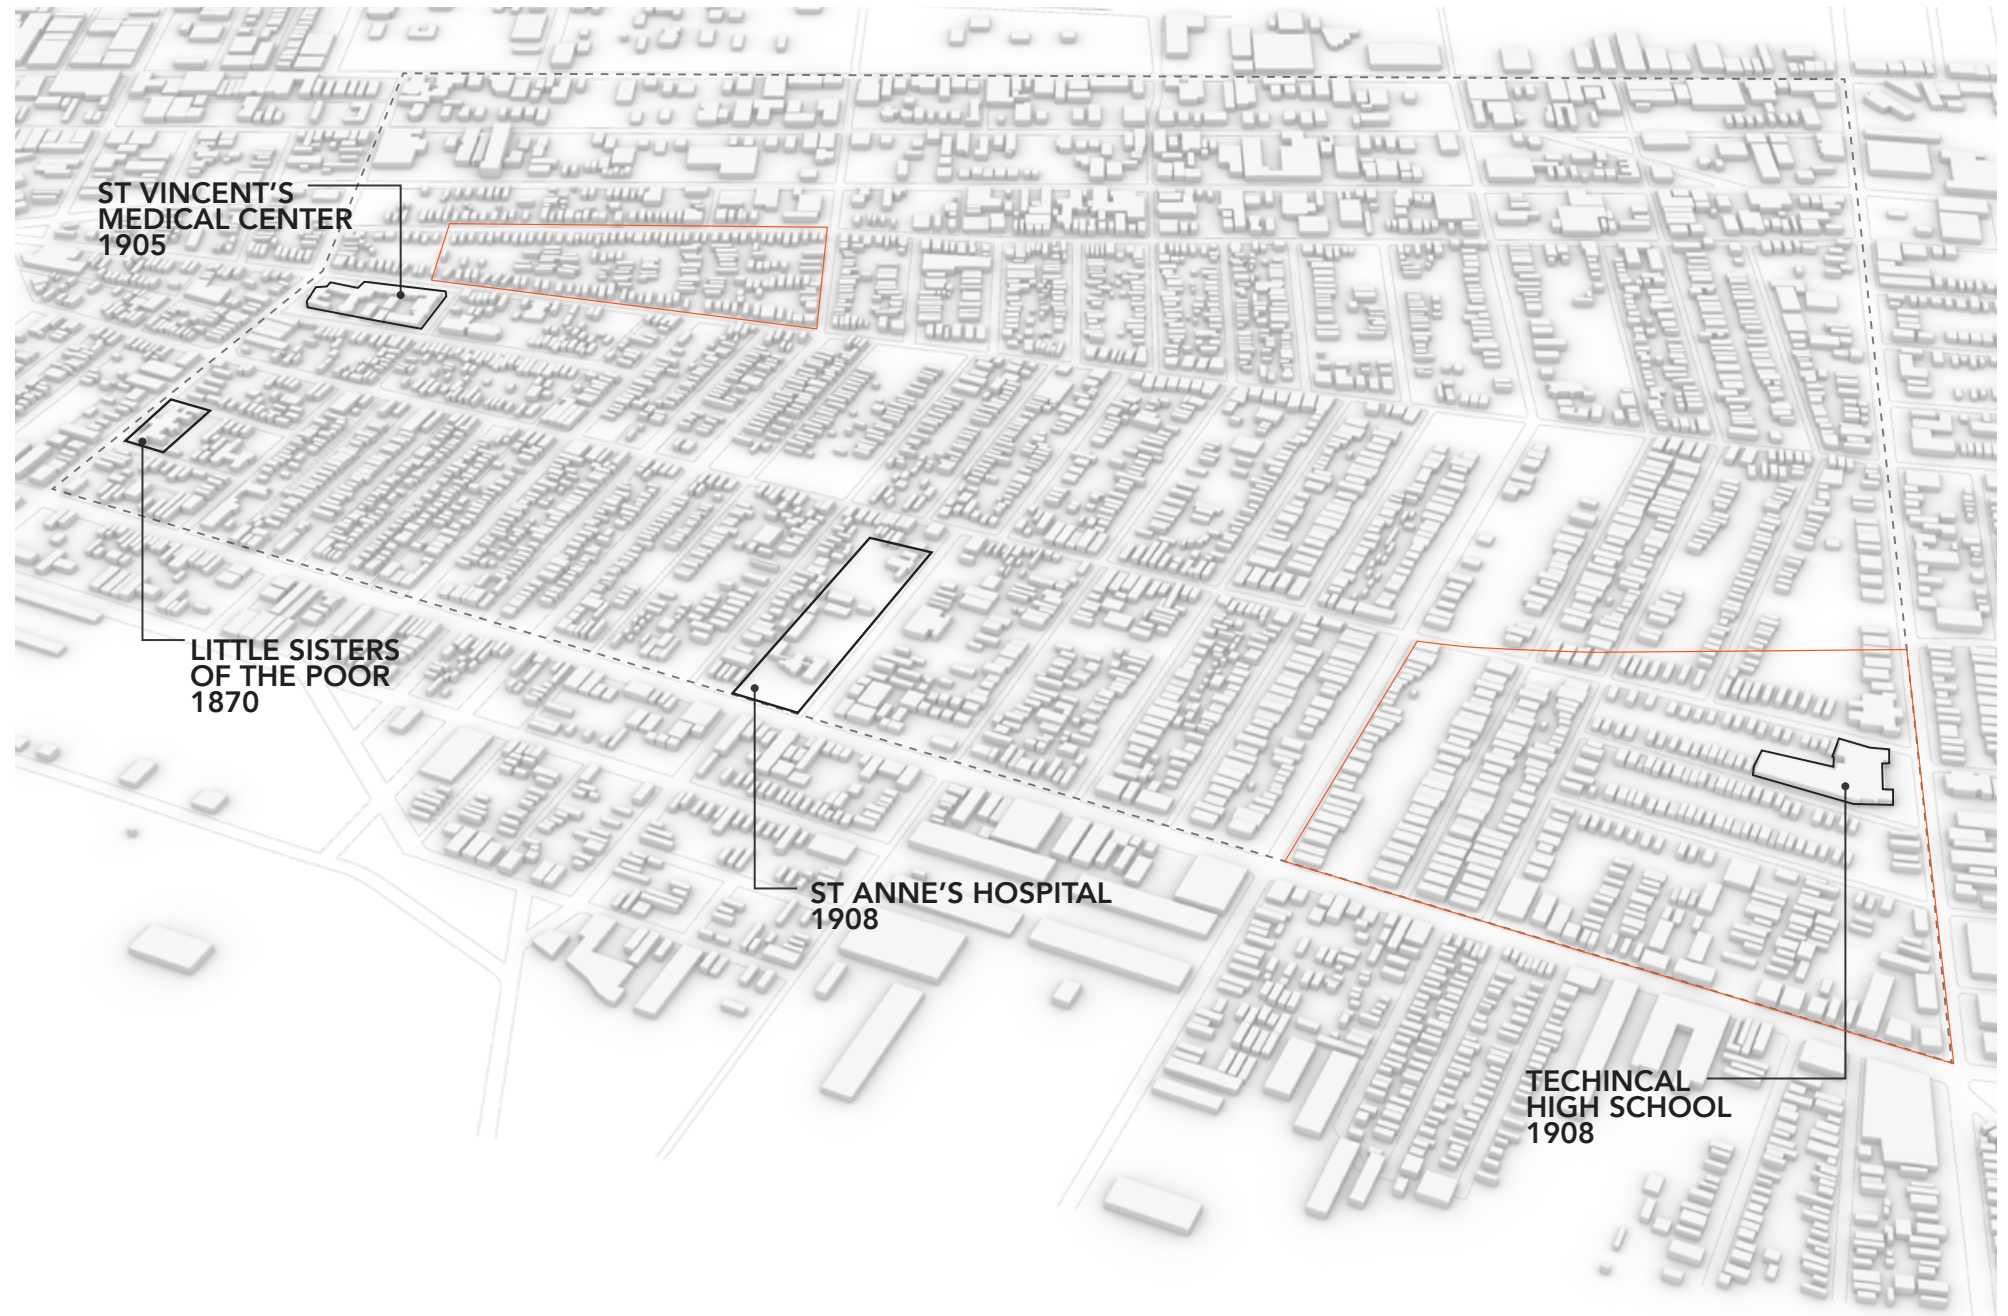 ST VINCENT’S
MEDICAL CENTER
1905
LITTLE SISTERS
OF THE POOR
1870
ST ANNE’S HOSPITAL
1908
TECHINCAL
HIGH SCHOOL
1908